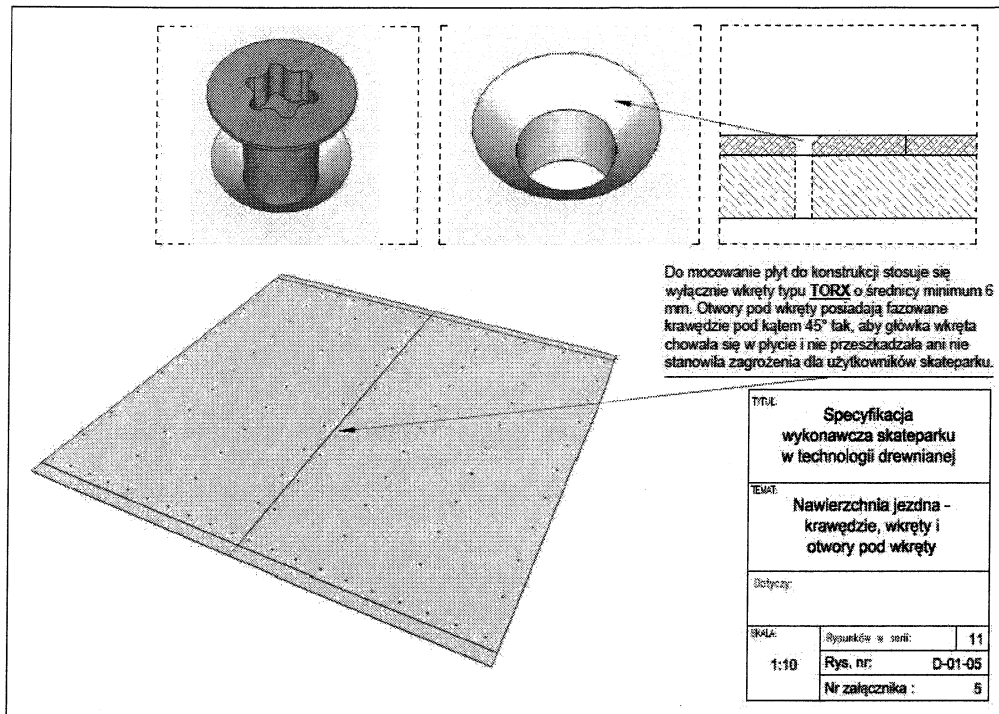 Do mocowanie płyt do konstrukcji stosuje się
wyłącznie wkręty typu TORX o średnicy minimum 6
mm. Otwory pod wkręty posiadają fazowane
krawędzie pod kątem 45° tak, aby główka wkręta
chowała się w płycie i nie przeszkadzała ani nie
stanowiła zagrożenia dla użytkowników skateparku.
TYTUŁ:
Specyfikacja
wykonawcza skateparku
w technologii drewnianej
TEMAT:
Nawierzchnia jezdna -
krawędzie, wkręty i
otwory pod wkręty
Dotyczy:
SKALA:
1:10
Rysunków w serii: 11
Rys. nr: D-01-05
Nr załącznika : 5